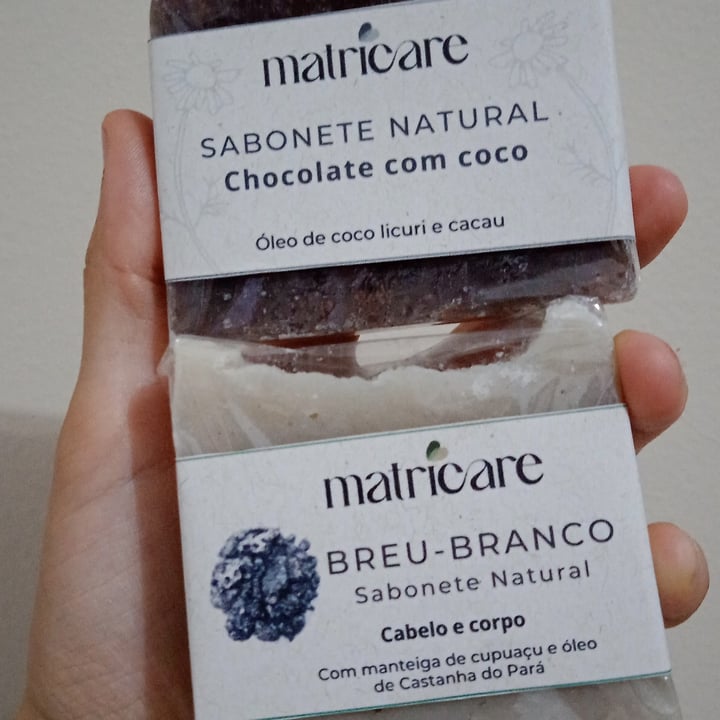 matricare
SABONETE NATURAL
Chocolate com coco
Óleo de coco licuri e cacau
matricare
BREU-BRANCO
Sabonete Natural
Cabelo e corpo
Com manteiga de cupuaçu e óleo
de Castanha do Pará